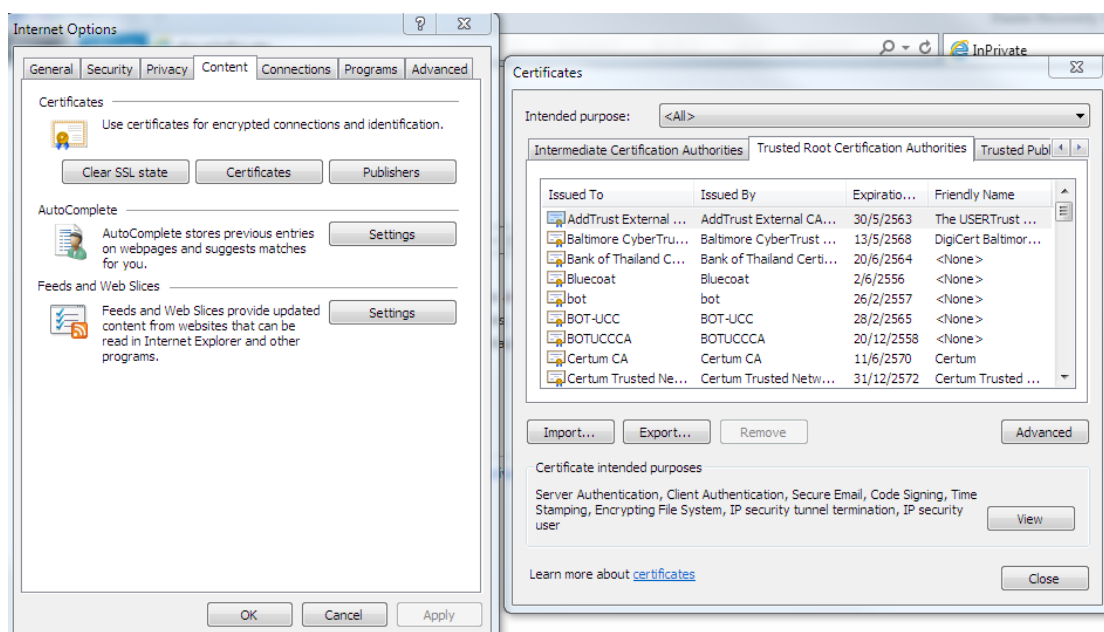 Internet Options
General Security Privacy Content Connections Programs Advanced
Certificates
Use certificates for encrypted connections and identification.
Clear SSL state Certificates Publishers
AutoComplete
AutoComplete stores previous entries
on webpages and suggests matches
for you.
Settings
Feeds and Web Slices
Feeds and Web Slices provide updated
content from websites that can be
read in Internet Explorer and other
programs.
Settings
OK Cancel Apply
InPrivate
Certificates
Intended purpose: <All>
Intermediate Certification Authorities Trusted Root Certification Authorities Trusted Publ
Issued To Issued By Expiratio... Friendly Name
AddTrust External ... AddTrust External CA... 30/5/2563 The USERTrust ...
Baltimore CyberTru... Baltimore CyberTrust ... 13/5/2568 DigiCert Baltimor...
Bank of Thailand C... Bank of Thailand Certi... 20/6/2564 <None>
Bluecoat Bluecoat 2/6/2556 <None>
bot bot 26/2/2557 <None>
BOT-UCC BOT-UCC 28/2/2565 <None>
BOTUCCCA BOTUCCCA 20/12/2558 <None>
Certum CA Certum CA 11/6/2570 Certum
Certum Trusted Ne... Certum Trusted Netw... 31/12/2572 Certum Trusted ...
Import... Export... Remove Advanced
Certificate intended purposes
Server Authentication, Client Authentication, Secure Email, Code Signing, Time
Stamping, Encrypting File System, IP security tunnel termination, IP security
user
View
Learn more about certificates
Close